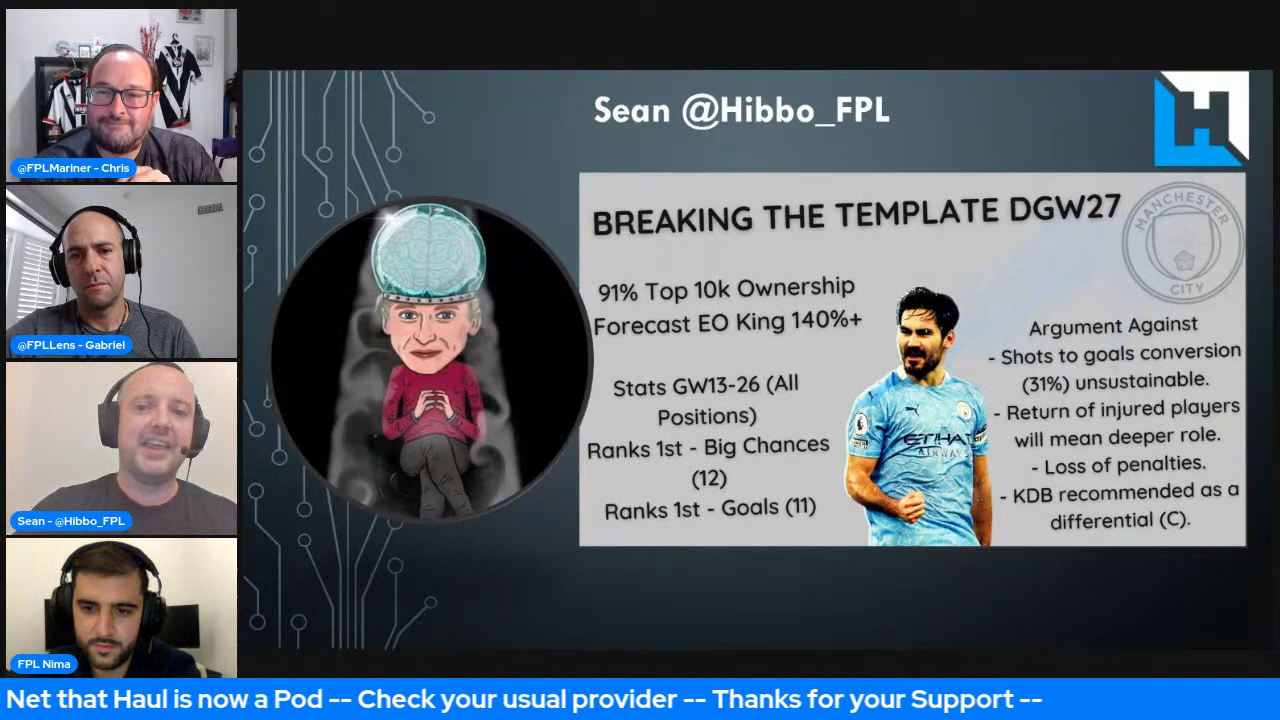 @FPLMariner - Chris
@FPLLens - Gabriel
Sean - @Hibbo_FPL
FPL Nima
Sean @Hibbo_FPL
H
BREAKING THE TEMPLATE DGW27
MANCHESTER
CITY
91% Top 10k Ownership
Forecast EO King 140%+
Stats GW13-26 (All
Positions)
Ranks 1st - Big Chances
(12)
Ranks 1st - Goals (11)
ETIHAD
AIRWAYS
Argument Against
- Shots to goals conversion
(31%) unsustainable.
- Return of injured players
will mean deeper role.
- Loss of penalties.
- KDB recommended as a
differential (C).
Net that Haul is now a Pod -- Check your usual provider -- Thanks for your Support --